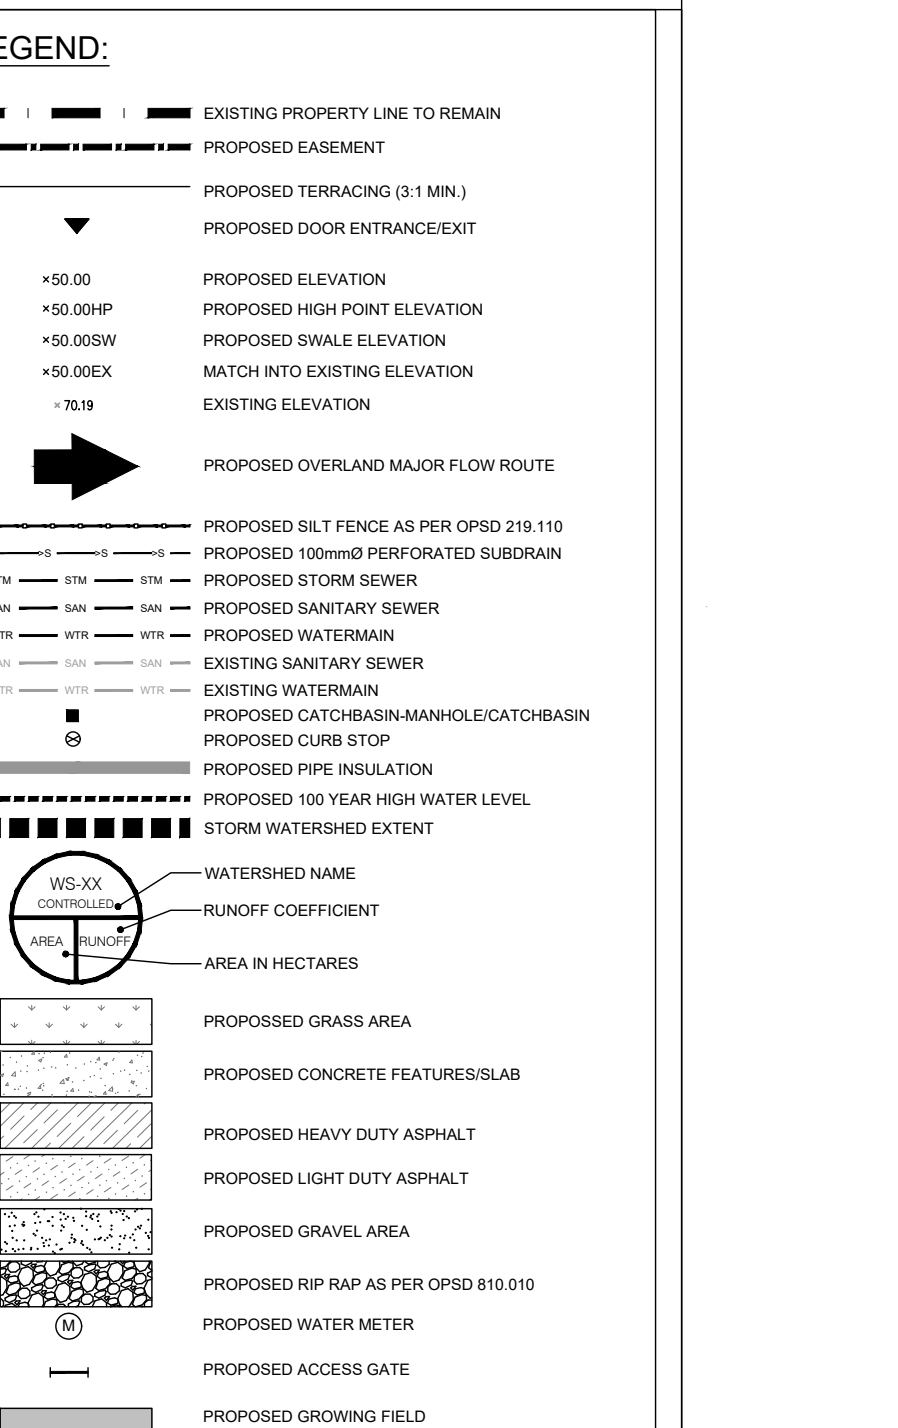 EGEND:
EXISTING PROPERTY LINE TO REMAIN
PROPOSED EASEMENT
PROPOSED TERRACING (3:1 MIN.)
PROPOSED DOOR ENTRANCE/EXIT
×50.00 PROPOSED ELEVATION
×50.00HP PROPOSED HIGH POINT ELEVATION
×50.00SW PROPOSED SWALE ELEVATION
×50.00EX MATCH INTO EXISTING ELEVATION
× 70.19 EXISTING ELEVATION
PROPOSED OVERLAND MAJOR FLOW ROUTE
PROPOSED SILT FENCE AS PER OPSD 219.110
>S >S >S PROPOSED 100mmØ PERFORATED SUBDRAIN
TM STM STM PROPOSED STORM SEWER
AN SAN SAN PROPOSED SANITARY SEWER
TR WTR WTR PROPOSED WATERMAIN
AN SAN SAN EXISTING SANITARY SEWER
TR WTR WTR EXISTING WATERMAIN
PROPOSED CATCHBASIN-MANHOLE/CATCHBASIN
PROPOSED CURB STOP
PROPOSED PIPE INSULATION
PROPOSED 100 YEAR HIGH WATER LEVEL
STORM WATERSHED EXTENT
WS-XX WATERSHED NAME
CONTROLLED
RUNOFF COEFFICIENT
AREA RUNOFF
AREA IN HECTARES
PROPOSSED GRASS AREA
PROPOSED CONCRETE FEATURES/SLAB
PROPOSED HEAVY DUTY ASPHALT
PROPOSED LIGHT DUTY ASPHALT
PROPOSED GRAVEL AREA
PROPOSED RIP RAP AS PER OPSD 810.010
M PROPOSED WATER METER
PROPOSED ACCESS GATE
PROPOSED GROWING FIELD